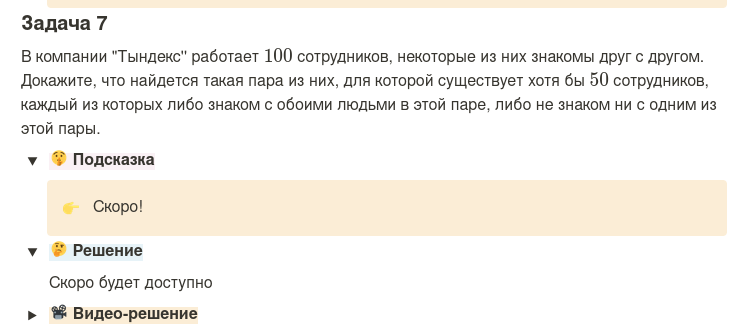 Задача 7
В компании "Тындекс" работает 100 сотрудников, некоторые из них знакомы друг с другом.
Докажите, что найдется такая пара из них, для которой существует хотя бы 50 сотрудников,
каждый из которых либо знаком с обоими людьми в этой паре, либо не знаком ни с одним из
этой пары.
Подсказка
Скоро!
Решение
Скоро будет доступно
Видео-решение